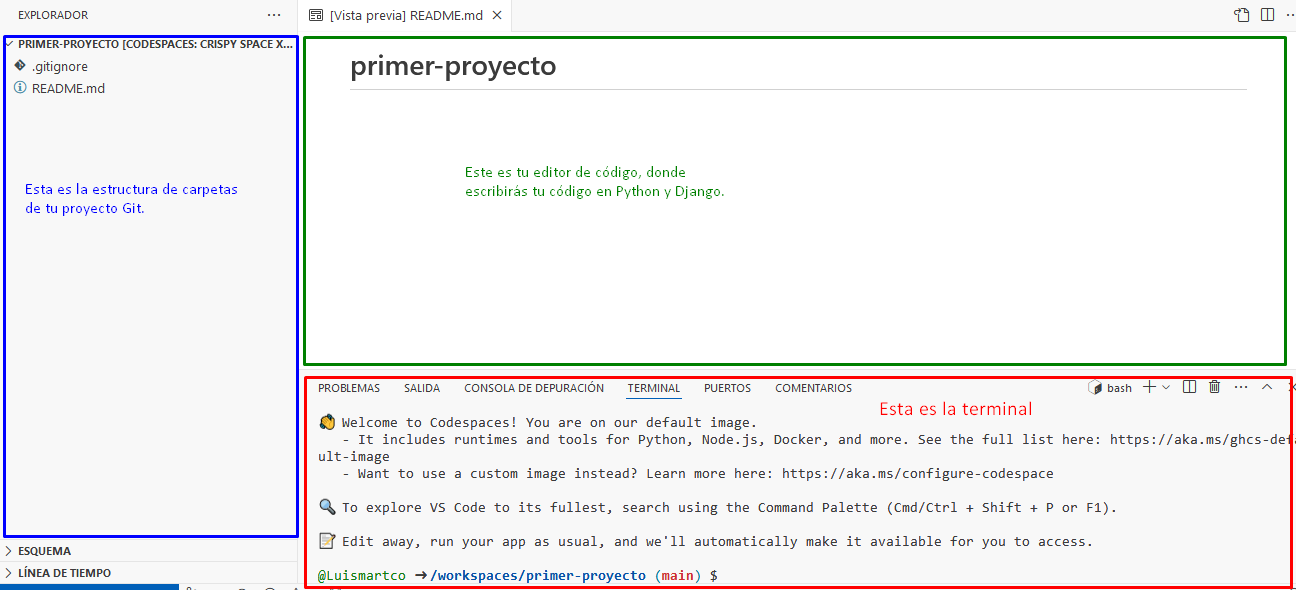 EXPLORADOR
[Vista previa] README.md
PRIMER-PROYECTO [CODESPACES: CRISPY SPACE X...
.gitignore
README.md
Esta es la estructura de carpetas
de tu proyecto Git.
ESQUEMA
LÍNEA DE TIEMPO
primer-proyecto
Este es tu editor de código, donde
escribirás tu código en Python y Django.
PROBLEMAS SALIDA CONSOLA DE DEPURACIÓN TERMINAL PUERTOS COMENTARIOS
bash
Esta es la terminal
Welcome to Codespaces! You are on our default image.
- It includes runtimes and tools for Python, Node.js, Docker, and more. See the full list here: https://aka.ms/ghcs-defa
ult-image
- Want to use a custom image instead? Learn more here: https://aka.ms/configure-codespace
To explore VS Code to its fullest, search using the Command Palette (Cmd/Ctrl + Shift + P or F1).
Edit away, run your app as usual, and we'll automatically make it available for you to access.
@Luismartco ➜ /workspaces/primer-proyecto (main) $